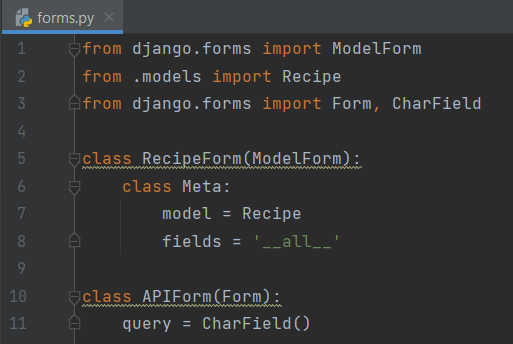 forms.py
1 from django.forms import ModelForm
2 from .models import Recipe
3 from django.forms import Form, CharField
4
5 class RecipeForm(ModelForm):
6     class Meta:
7         model = Recipe
8         fields = '__all__'
9
10 class APIForm(Form):
11     query = CharField()